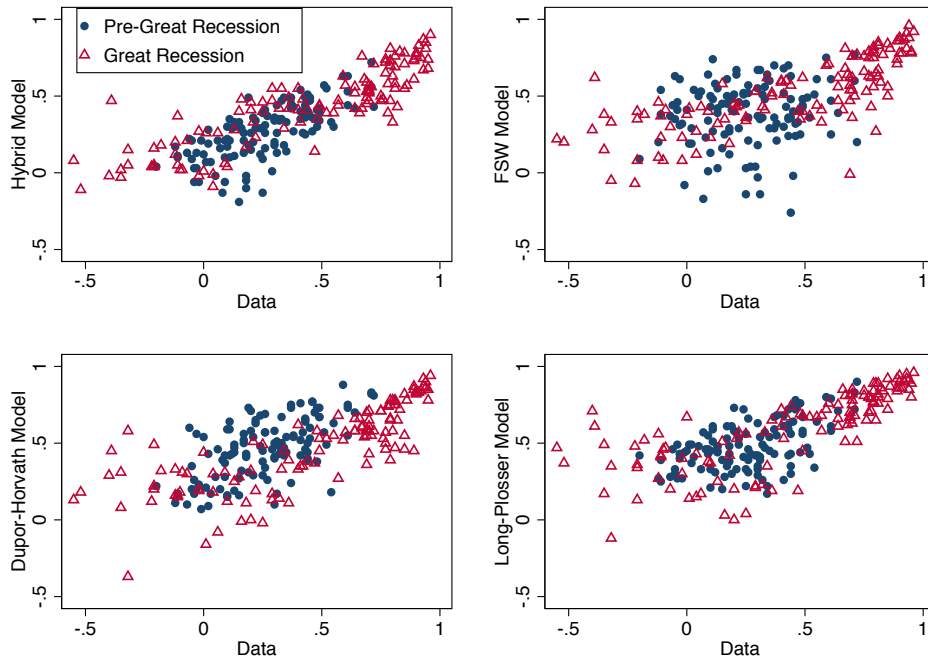 Pre-Great Recession
Great Recession
Hybrid Model
1
.5
0
-.5
-.5 0 .5 1
Data
FSW Model
1
.5
0
-.5
-.5 0 .5 1
Data
Dupor-Horvath Model
1
.5
0
-.5
-.5 0 .5 1
Data
Long-Plosser Model
1
.5
0
-.5
-.5 0 .5 1
Data